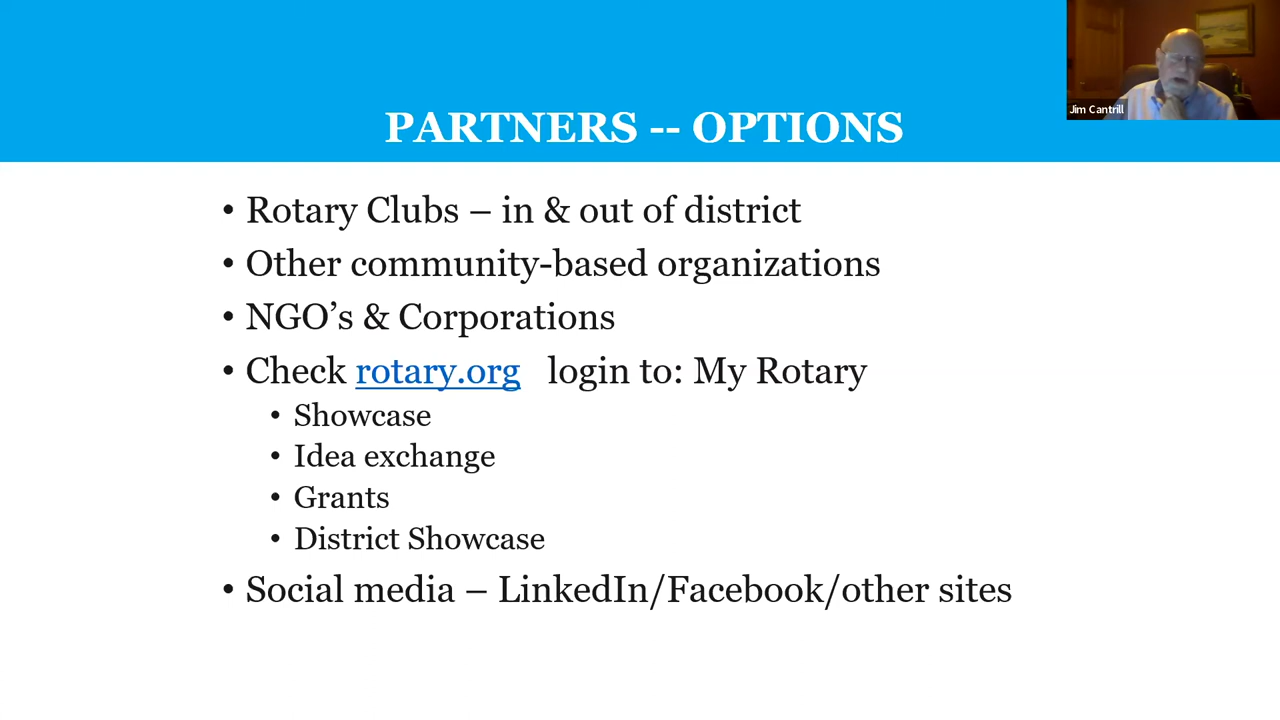 PARTNERS -- OPTIONS
Jim Cantrill
• Rotary Clubs – in & out of district
• Other community-based organizations
• NGO’s & Corporations
• Check rotary.org login to: My Rotary
• Showcase
• Idea exchange
• Grants
• District Showcase
• Social media – LinkedIn/Facebook/other sites